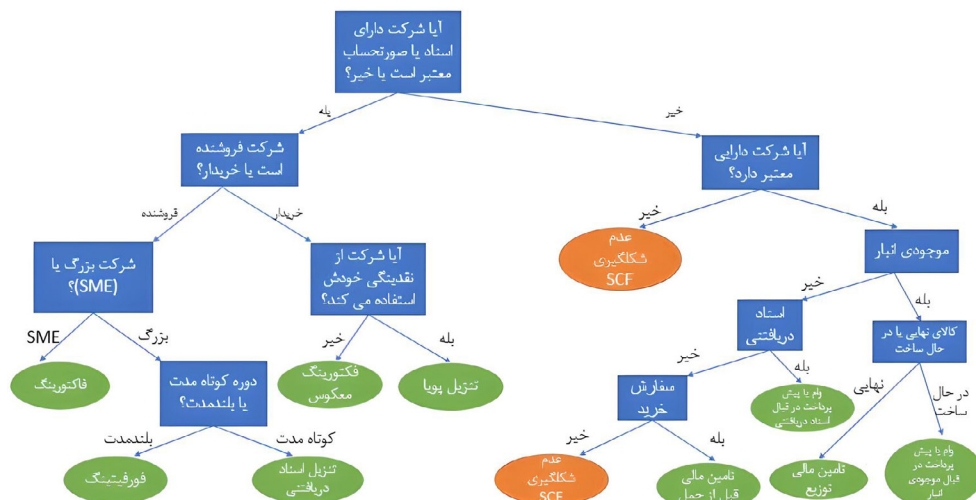 آیا شرکت دارای
اسناد یا صورتحساب
معتبر است یا خیر؟
بله
خیر
شرکت فروشنده
است یا خریدار؟
آیا شرکت دارایی
معتبر دارد؟
فروشنده
خریدار
خیر
بله
شرکت بزرگ یا
(SME)؟
آیا شرکت از
نقدینگی خودش
استفاده می کند؟
عدم
شکلگیری
SCF
موجودی انبار
خیر
بله
SME
بزرگ
خیر
بله
اسناد
دریافتنی
کالای نهایی یا در
حال ساخت
فاکتورینگ
دوره کوتاه مدت
یا بلندمدت؟
فکتورینگ
معکوس
تنزیل پویا
خیر
بله
نهایی
در حال
ساخت
سفارش
خرید
وام یا پیش
پرداخت در قبال
اسناد دریافتنی
بلندمدت
کوتاه مدت
خیر
بله
فورفیتینگ
تنزیل اسناد
دریافتنی
عدم
شکلگیری
SCF
تامین مالی
قبل از حمل
تامین مالی
توزیع
وام یا پیش
پرداخت در
قبال موجودی
انبار